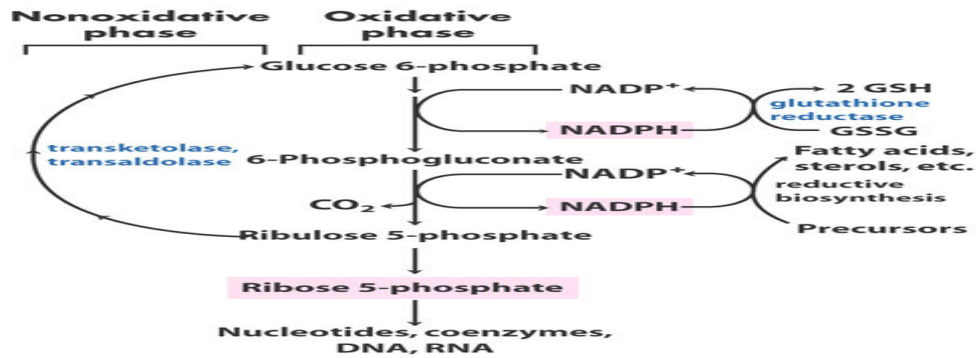 Nonoxidative
phase
Oxidative
phase
Glucose 6-phosphate
NADP+
2 GSH
glutathione
reductase
NADPH
GSSG
transketolase,
transaldolase
6-Phosphogluconate
Fatty acids,
sterols, etc.
NADP+
reductive
biosynthesis
CO₂
NADPH
Precursors
Ribulose 5-phosphate
Ribose 5-phosphate
Nucleotides, coenzymes,
DNA, RNA